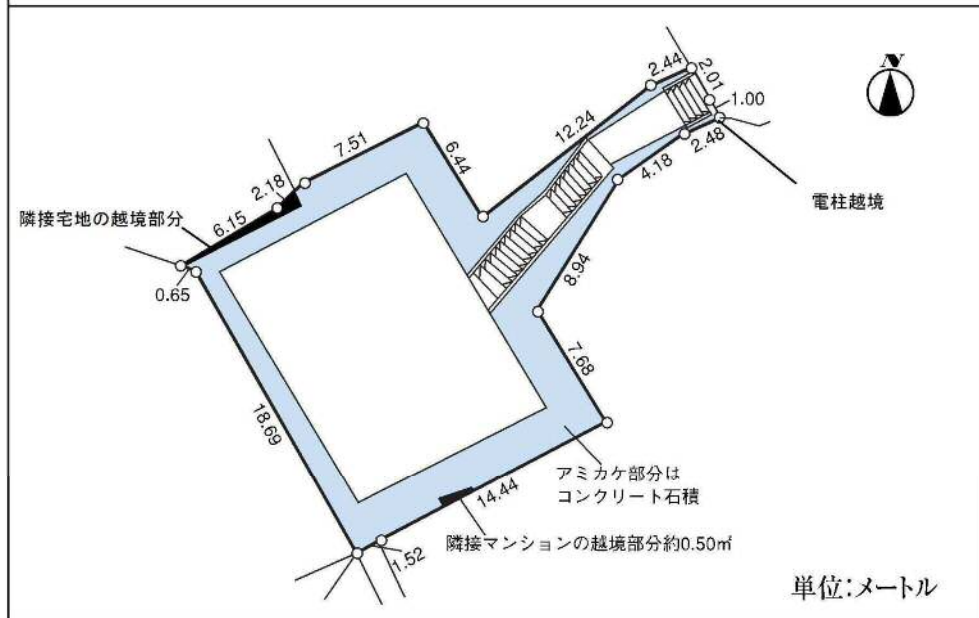 N
2.44
2.01
1.00
12.24
2.48
4.18
7.51
6.44
2.18
電柱越境
隣接宅地の越境部分
6.15
0.65
8.94
7.68
18.69
アミカケ部分は
コンクリート石積
14.44
隣接マンションの越境部分約0.50㎡
1.52
単位:メートル